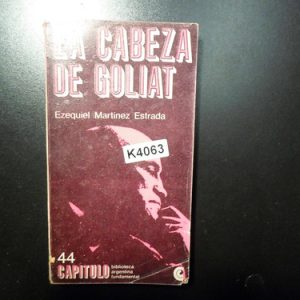 LA CABEZA
DE GOLIAT
Ezequiel Martínez Estrada
K4063
44
CAPITULO
biblioteca
argentina
fundamental